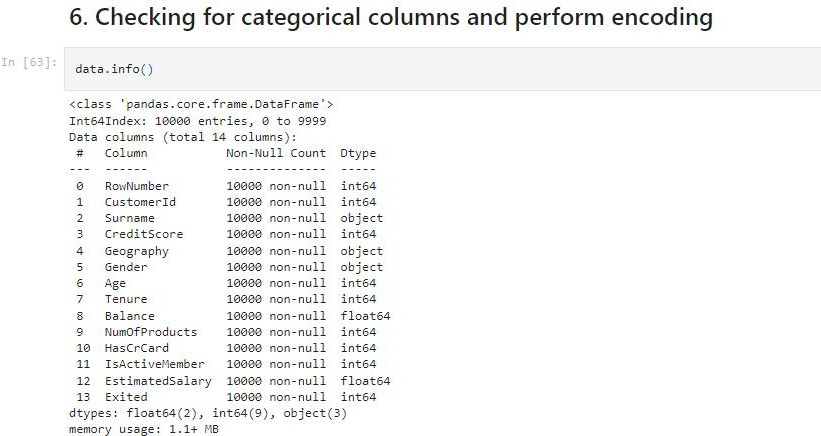 6. Checking for categorical columns and perform encoding
In [63]: data.info()
<class 'pandas.core.frame.DataFrame'>
Int64Index: 10000 entries, 0 to 9999
Data columns (total 14 columns):
 #   Column           Non-Null Count  Dtype
---  ------           --------------  -----
 0   RowNumber        10000 non-null  int64
 1   CustomerId       10000 non-null  int64
 2   Surname          10000 non-null  object
 3   CreditScore      10000 non-null  int64
 4   Geography        10000 non-null  object
 5   Gender           10000 non-null  object
 6   Age              10000 non-null  int64
 7   Tenure           10000 non-null  int64
 8   Balance          10000 non-null  float64
 9   NumOfProducts    10000 non-null  int64
 10  HasCrCard        10000 non-null  int64
 11  IsActiveMember   10000 non-null  int64
 12  EstimatedSalary  10000 non-null  float64
 13  Exited           10000 non-null  int64
dtypes: float64(2), int64(9), object(3)
memory usage: 1.1+ MB